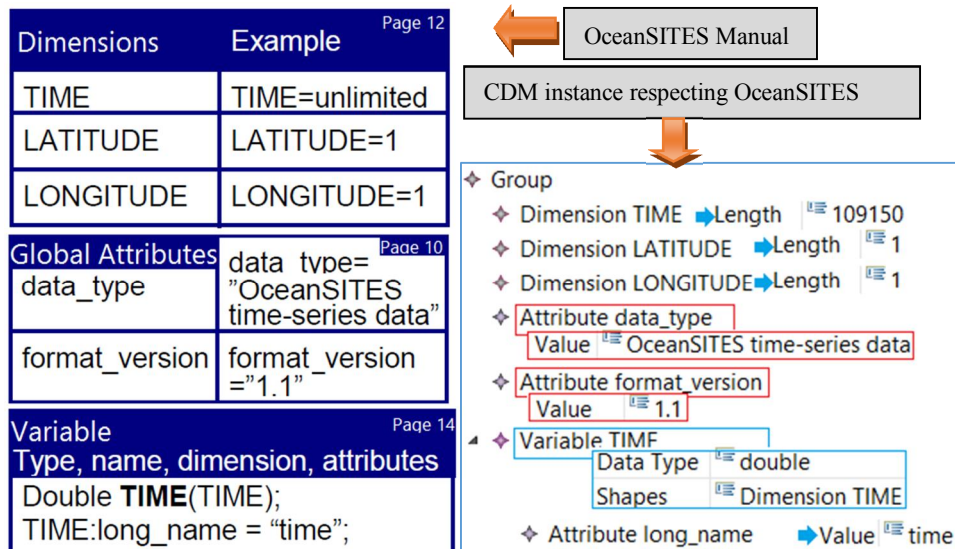 Page 12
Dimensions Example
TIME TIME=unlimited
LATITUDE LATITUDE=1
LONGITUDE LONGITUDE=1
Page 10
Global Attributes
data_type
data_type=
"OceanSITES
time-series data"
format_version
format_version
="1.1"
Page 14
Variable
Type, name, dimension, attributes
Double TIME(TIME);
TIME:long_name = “time”;
OceanSITES Manual
CDM instance respecting OceanSITES
Group
Dimension TIME Length 109150
Dimension LATITUDE Length 1
Dimension LONGITUDE Length 1
Attribute data_type
Value OceanSITES time-series data
Attribute format_version
Value 1.1
Variable TIME
Data Type double
Shapes Dimension TIME
Attribute long_name Value time